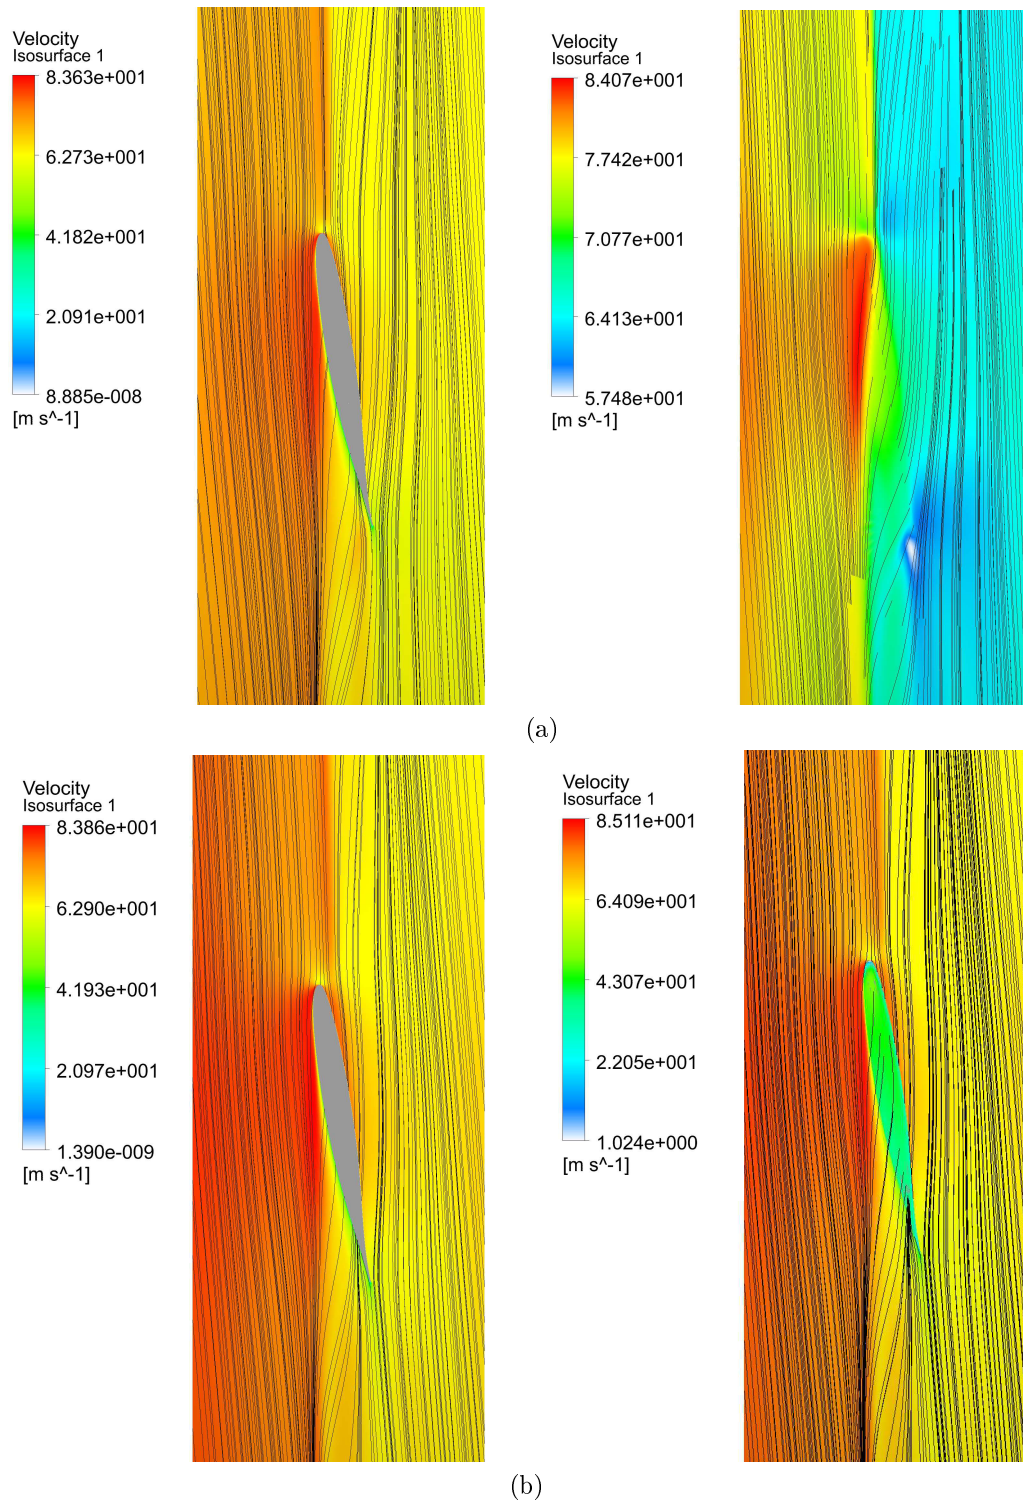 Velocity
Isosurface 1
8.363e+001
6.273e+001
4.182e+001
2.091e+001
8.885e-008
[m s^-1]
Velocity
Isosurface 1
8.407e+001
7.742e+001
7.077e+001
6.413e+001
5.748e+001
[m s^-1]
(a)
Velocity
Isosurface 1
8.386e+001
6.290e+001
4.193e+001
2.097e+001
1.390e-009
[m s^-1]
Velocity
Isosurface 1
8.511e+001
6.409e+001
4.307e+001
2.205e+001
1.024e+000
[m s^-1]
(b)